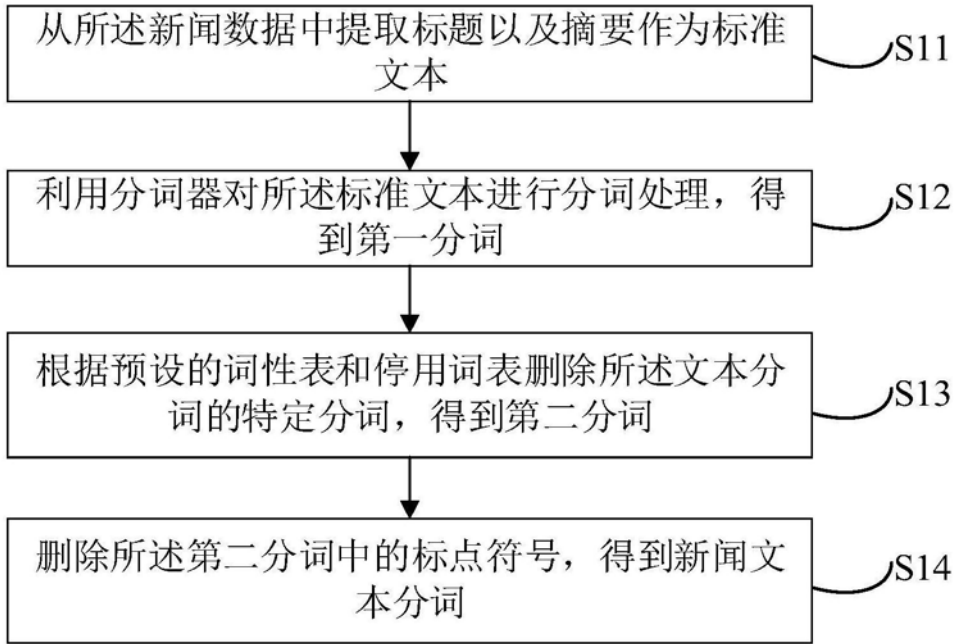 从所述新闻数据中提取标题以及摘要作为标准
文本
S11
利用分词器对所述标准文本进行分词处理，得
到第一分词
S12
根据预设的词性表和停用词表删除所述文本分
词的特定分词，得到第二分词
S13
删除所述第二分词中的标点符号，得到新闻文
本分词
S14